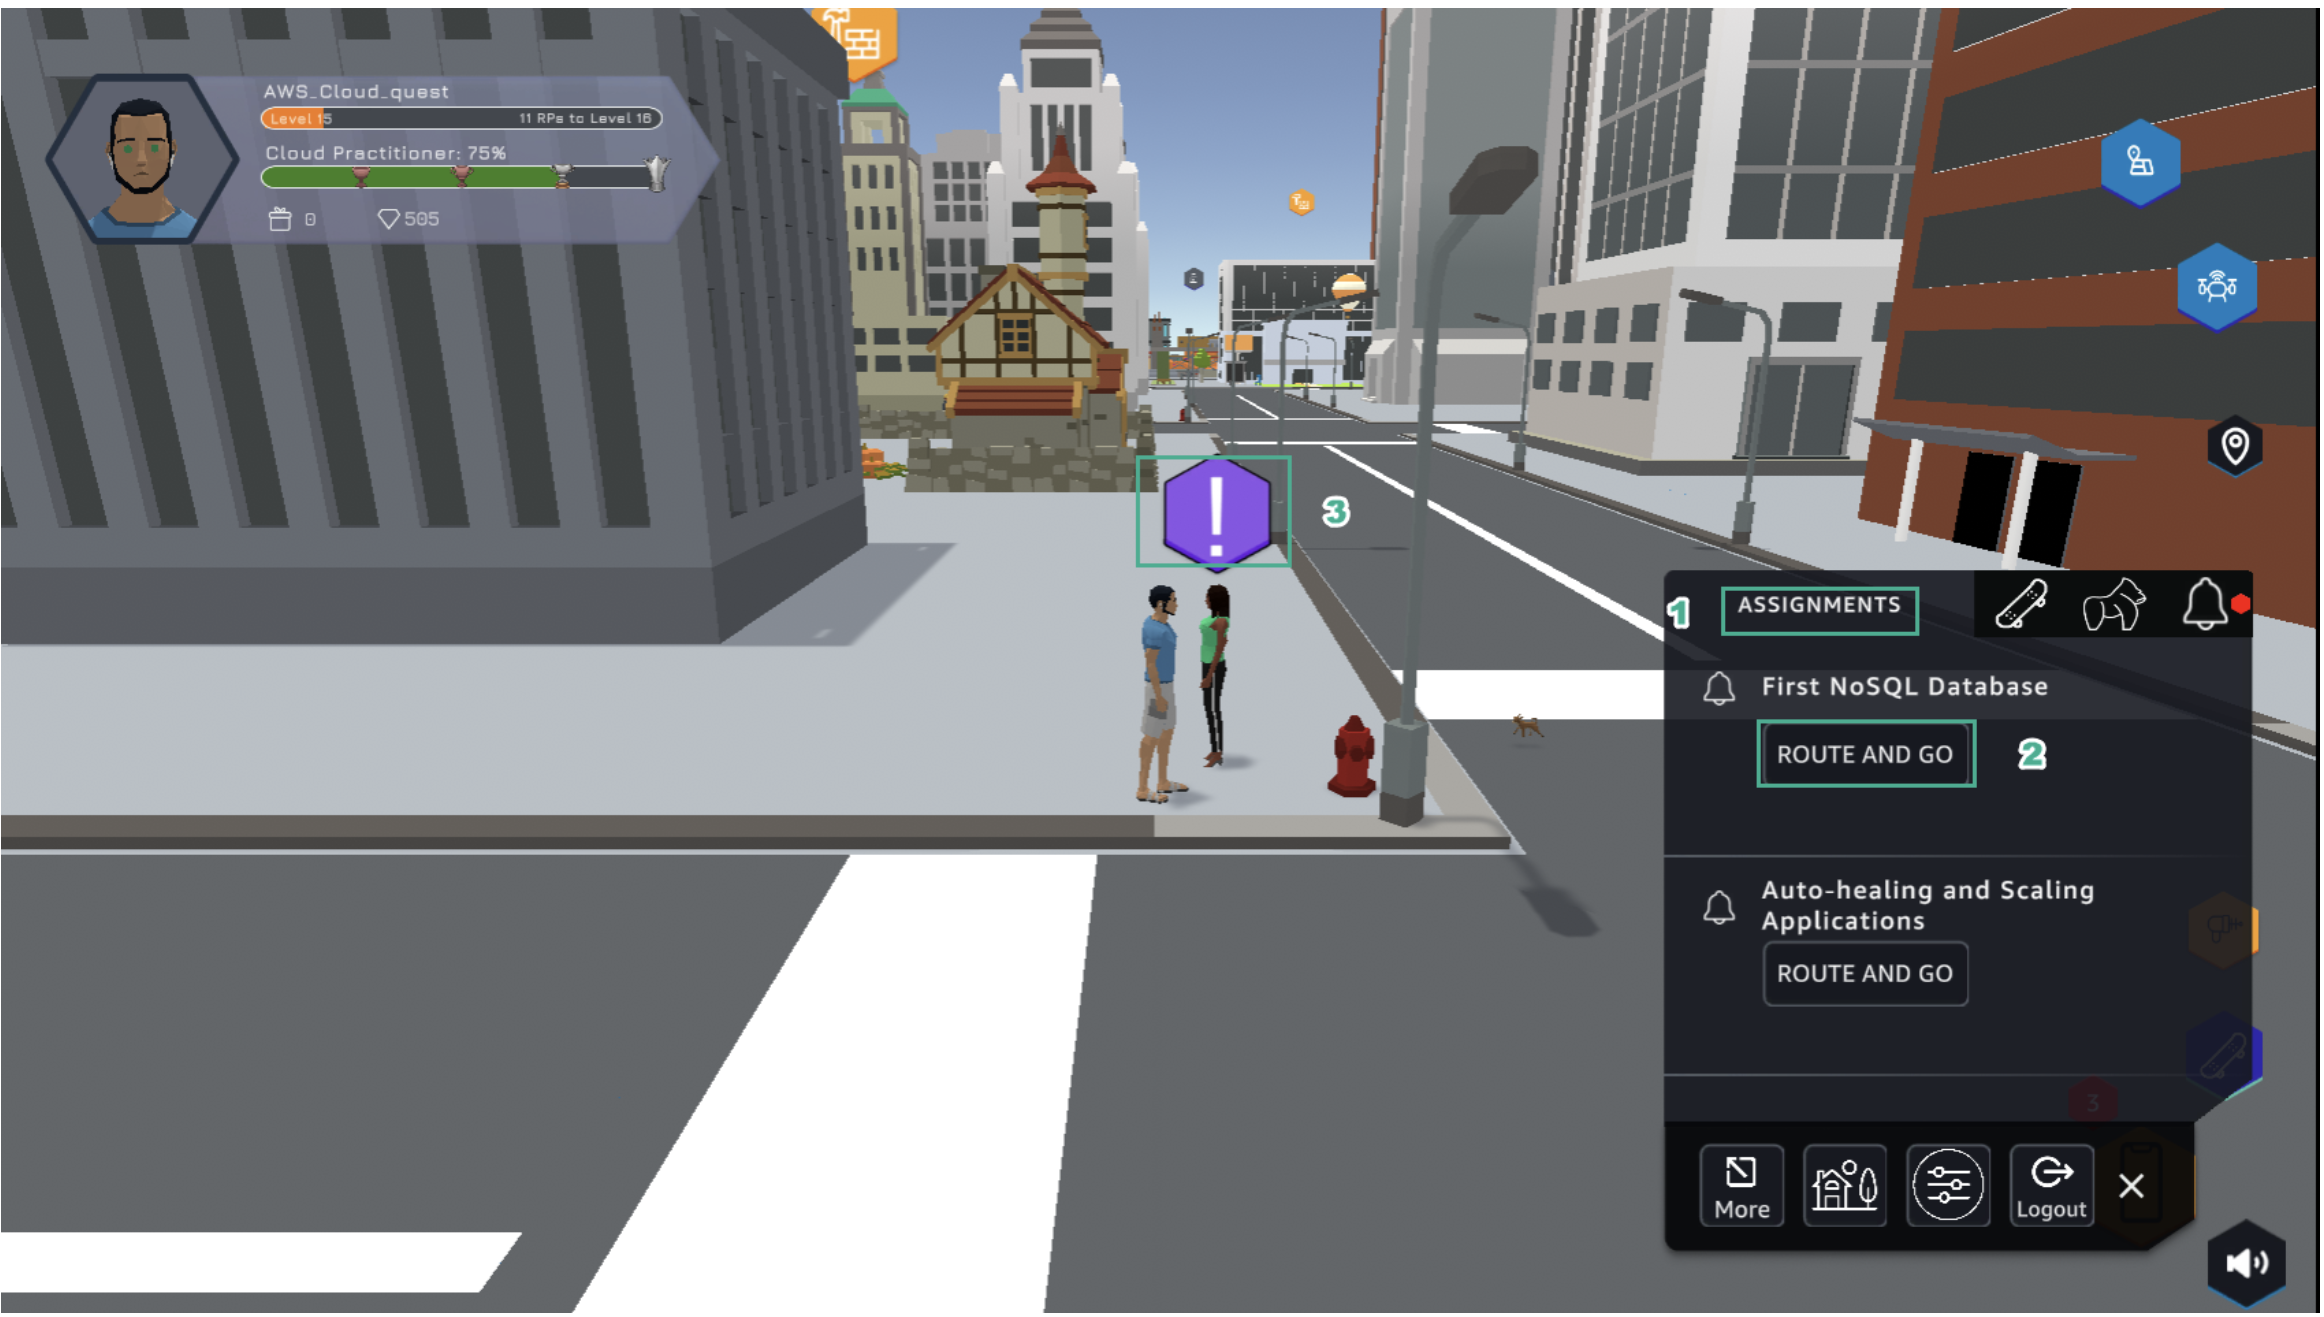 AWS_Cloud_quest
Level 15
11 RPs to Level 16
Cloud Practitioner: 75%
0
505
!
3
1
ASSIGNMENTS
First NoSQL Database
ROUTE AND GO
2
Auto-healing and Scaling
Applications
ROUTE AND GO
3
More
Logout